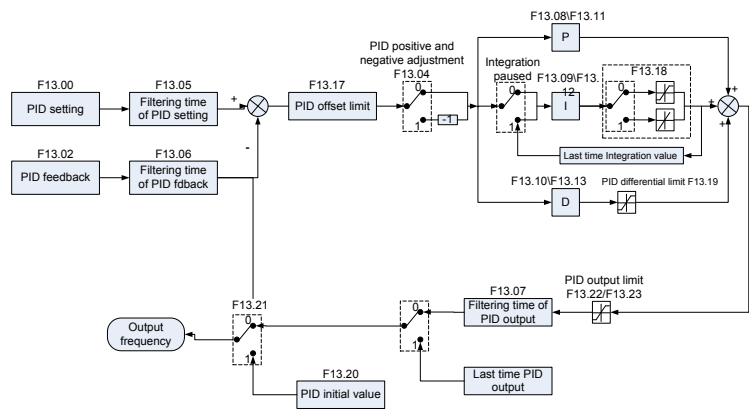 F13.08\F13.11
P
PID positive and
negative adjustment
F13.04
Integration
paused
F13.09\F13.
12
F13.18
F13.00
F13.05
F13.17
PID setting
Filtering time
of PID setting
+
PID offset limit
0
1
-1
0
1
I
0
1
+
+
+
-
Last time Integration value
F13.02
F13.06
PID feedback
Filtering time
of PID fdback
F13.10\F13.13
D
PID differential limit F13.19
PID output limit
F13.22/F13.23
F13.07
Filtering time of
PID output
F13.21
0
1
0
1
Output
frequency
F13.20
PID initial value
Last time PID
output